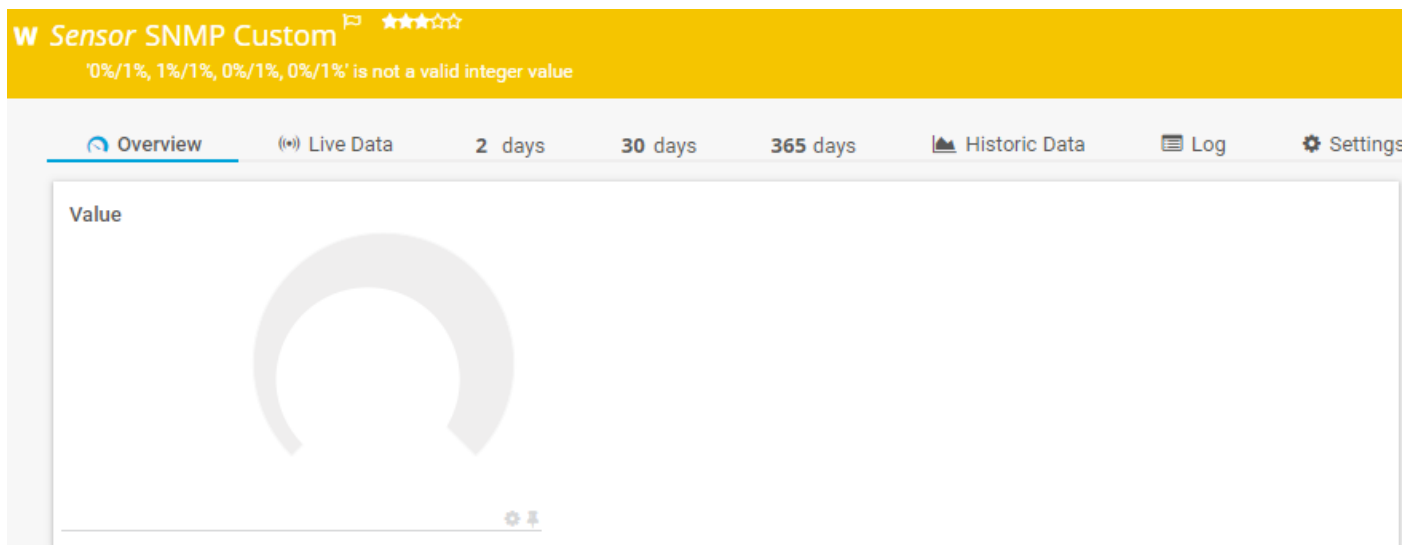 W Sensor SNMP Custom
'0%/1%, 1%/1%, 0%/1%, 0%/1%' is not a valid integer value
Overview Live Data 2 days 30 days 365 days Historic Data Log Settings
Value